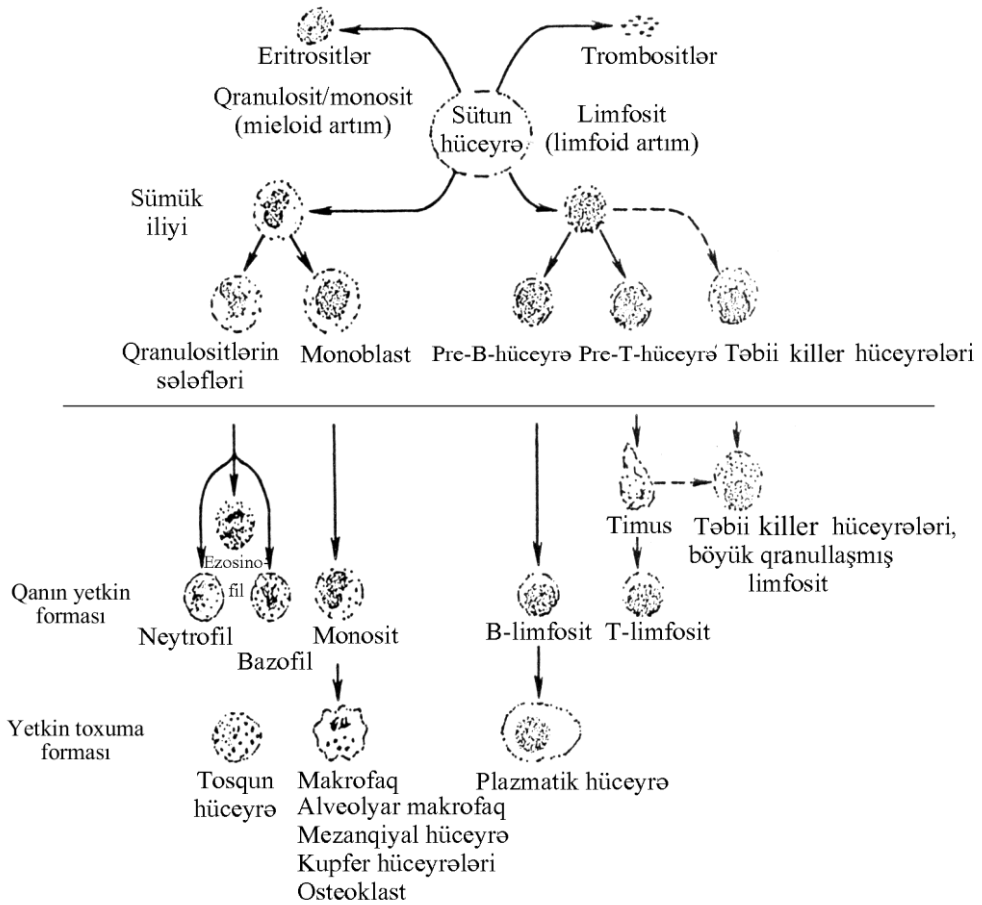 Eritrositlər
Trombositlər
Qranulosit/monosit
(mieloid artım)
Sütun
hüceyrə
Limfosit
(limfoid artım)
Sümük
iliyi
Qranulositlərin
sələfləri
Monoblast
Pre-B-hüceyrə
Pre-T-hüceyrə
Təbii killer hüceyrələri
Timus
Təbii killer hüceyrələri,
böyük qranullaşmış
limfosit
Ezosino-
fil
Qanın yetkin
forması
Neytrofil
Bazofil
Monosit
B-limfosit
T-limfosit
Yetkin toxuma
forması
Tosqun
hüceyrə
Makrofaq
Alveolyar makrofaq
Mezanqiyal hüceyrə
Kupfer hüceyrələri
Osteoklast
Plazmatik hüceyrə